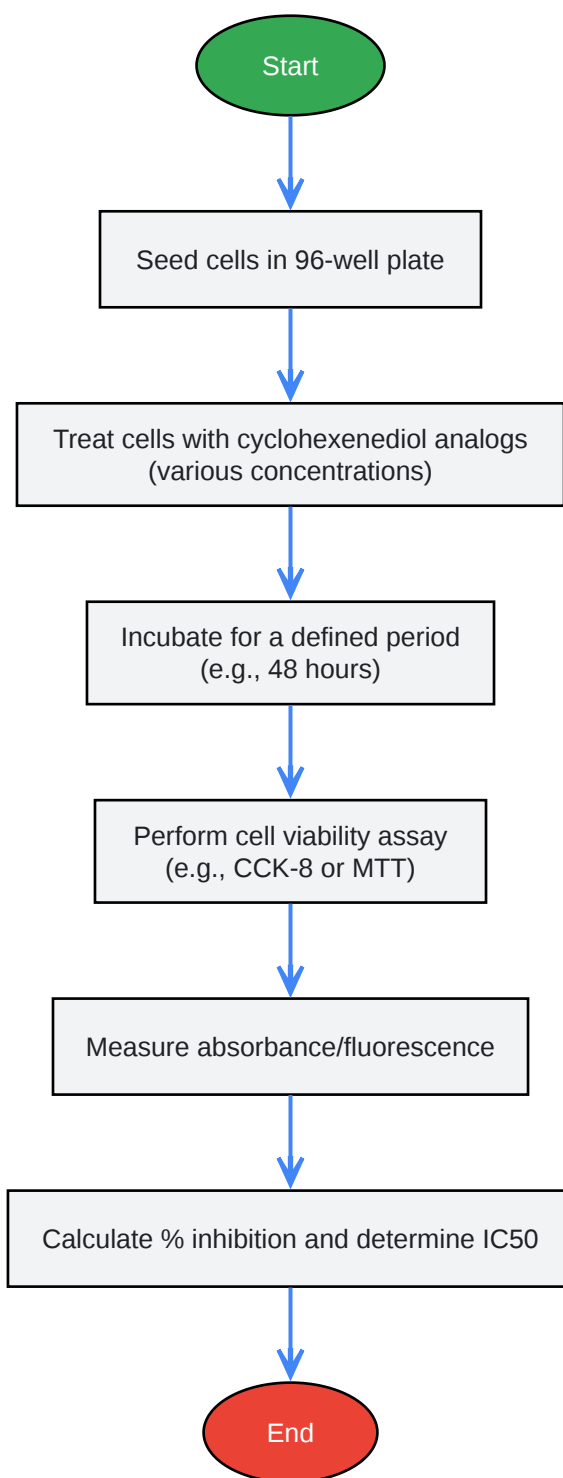 Start
Seed cells in 96-well plate
Treat cells with cyclohexenediol analogs
(various concentrations)
Incubate for a defined period
(e.g., 48 hours)
Perform cell viability assay
(e.g., CCK-8 or MTT)
Measure absorbance/fluorescence
Calculate % inhibition and determine IC50
End